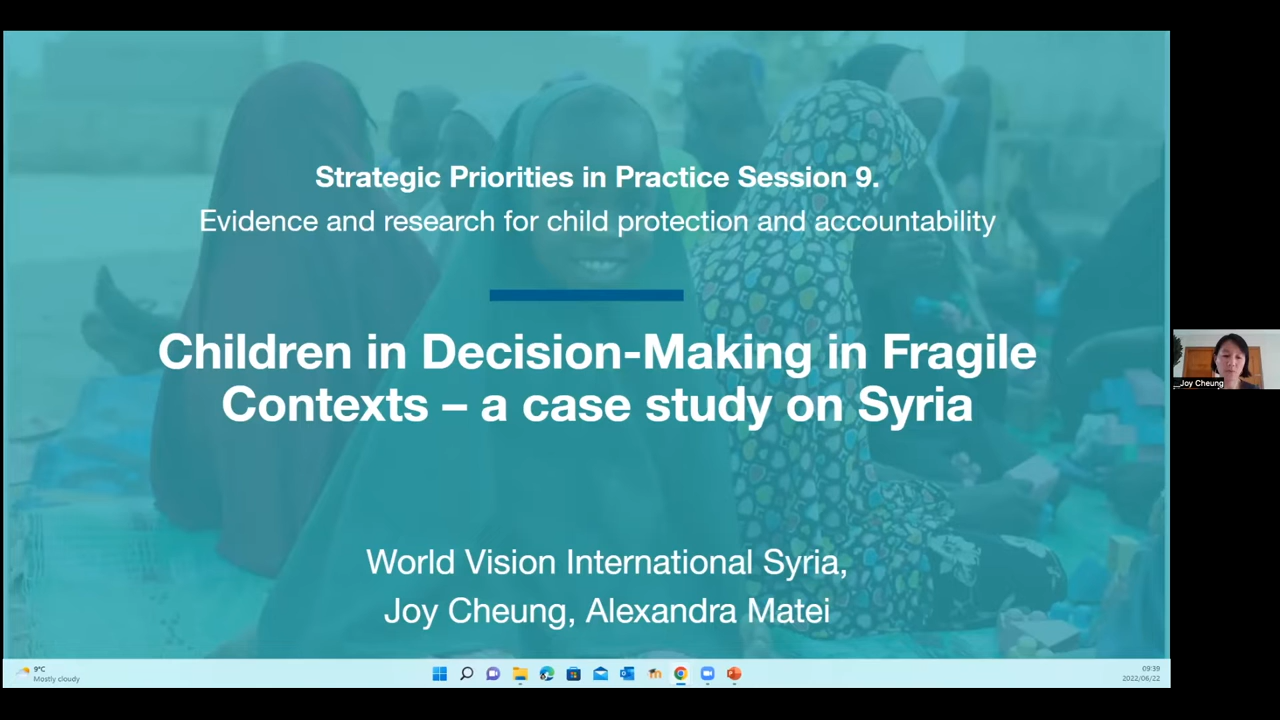 Strategic Priorities in Practice Session 9.
Evidence and research for child protection and accountability
Children in Decision-Making in Fragile
Contexts – a case study on Syria
World Vision International Syria,
Joy Cheung, Alexandra Matei
Joy Cheung
9°C
Mostly cloudy
09:39
2022/06/22